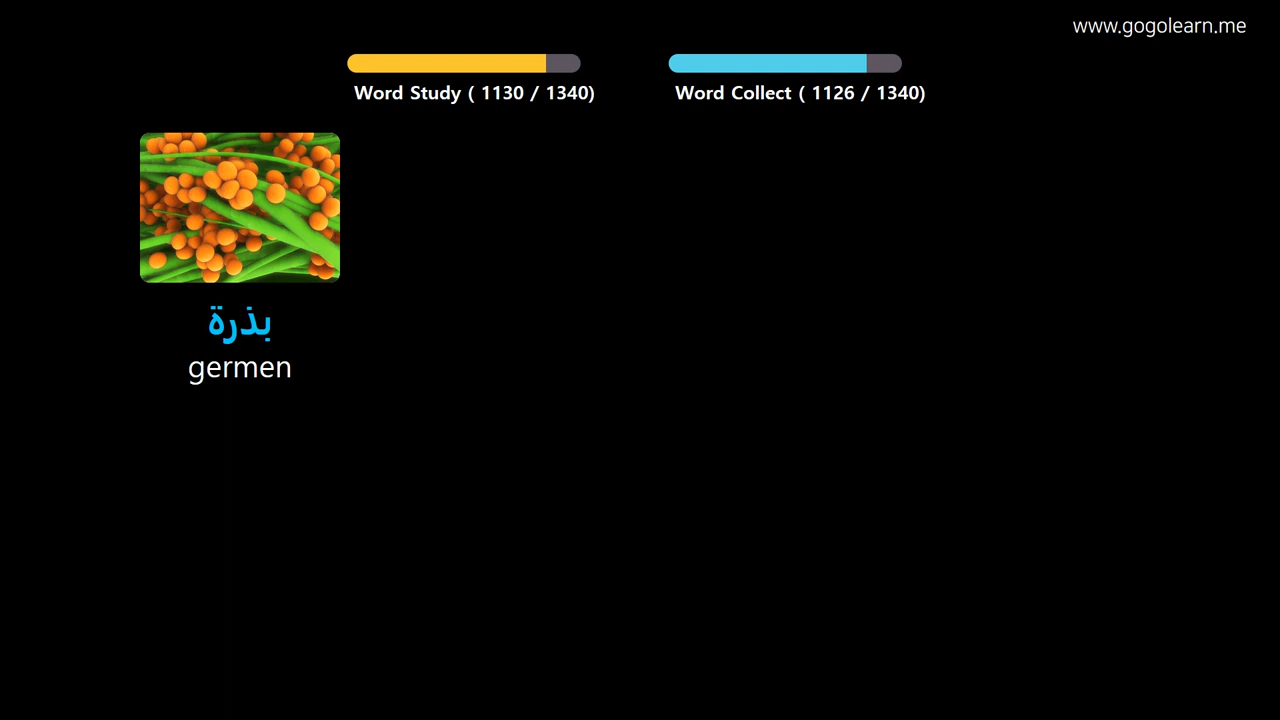 www.gogolearn.me
Word Study ( 1130 / 1340)
Word Collect ( 1126 / 1340)
بذرة
germen